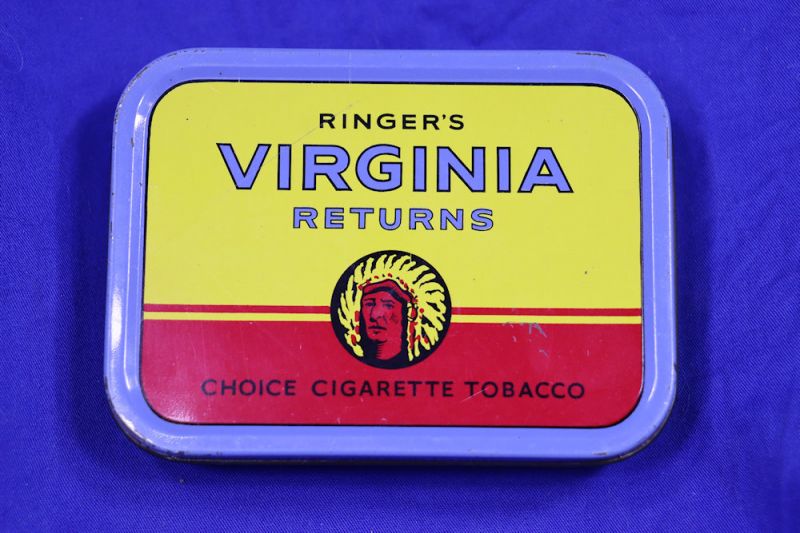 RINGER'S
VIRGINIA
RETURNS
CHOICE CIGARETTE TOBACCO